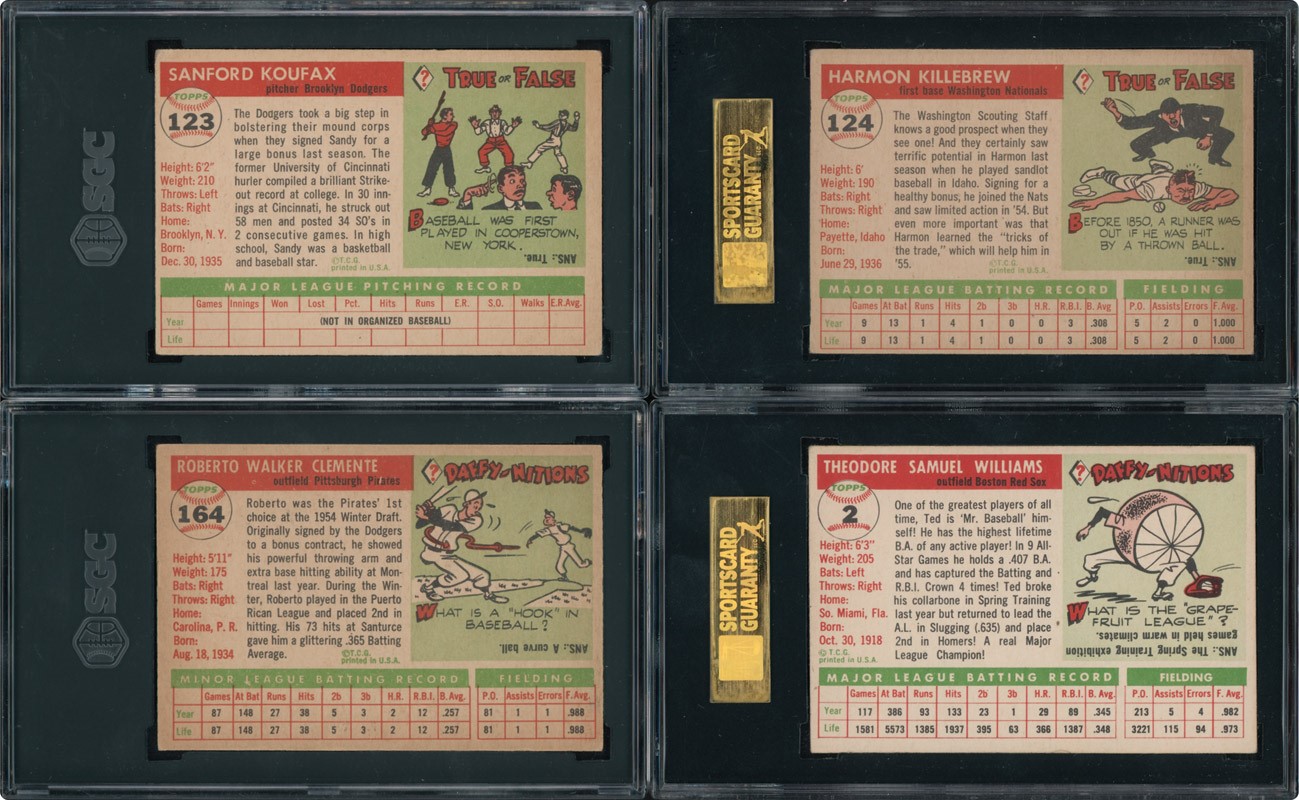 SGC
SANFORD KOUFAX
pitcher Brooklyn Dodgers
TOPPS
123
Height: 6'2"
Weight: 210
Throws: Left
Bats: Right
Home:
Brooklyn, N. Y.
Born:
Dec. 30, 1935
The Dodgers took a big step in
bolstering their mound corps
when they signed Sandy for a
large bonus last season. The
former University of Cincinnati
hurler compiled a brilliant Strike-
out record at college. In 30 inn-
ings at Cincinnati, he struck out
58 men and posted 34 SO's in
2 consecutive games. In high
school, Sandy was a basketball
and baseball star.
©T.C.G.
printed in U.S.A.
? TRUE OR FALSE
BASEBALL WAS FIRST
PLAYED IN COOPERSTOWN,
NEW YORK.
ANS.: True.
MAJOR LEAGUE PITCHING RECORD
Games Innings Won Lost Pct. Hits Runs E.R. S.O. Walks E.R.Avg.
Year (NOT IN ORGANIZED BASEBALL)
Life
SPORTSCARD
GUARANTY
HARMON KILLEBREW
first base Washington Nationals
TOPPS
124
Height: 6'
Weight: 190
Bats: Right
Throws: Right
Home:
Payette, Idaho
Born:
June 29, 1936
The Washington Scouting Staff
knows a good prospect when they
see one! And they certainly saw
terrific potential in Harmon last
season when he played sandlot
baseball in Idaho. Signing for a
healthy bonus, he joined the Nats
and saw limited action in '54. But
even more important was that
Harmon learned the "tricks of
the trade," which will help him in
'55.
©T.C.G.
printed in U.S.A.
? TRUE OR FALSE
BEFORE 1850, A RUNNER WAS
OUT IF HE WAS HIT
BY A THROWN BALL.
ANS.: True.
MAJOR LEAGUE BATTING RECORD FIELDING
Games At Bat Runs Hits 2b 3b H.R. R.B.I. B. Avg. P.O. Assists Errors F. Avg.
Year 9 13 1 4 1 0 0 3 .308 5 2 0 1.000
Life 9 13 1 4 1 0 0 3 .308 5 2 0 1.000
SGC
ROBERTO WALKER CLEMENTE
outfield Pittsburgh Pirates
TOPPS
164
Height: 5'11"
Weight: 175
Bats: Right
Throws: Right
Home:
Carolina, P. R.
Born:
Aug. 18, 1934
Roberto was the Pirates' 1st
choice at the 1954 Winter Draft.
Originally signed by the Dodgers
to a bonus contract, he showed
his powerful throwing arm and
extra base hitting ability at Mon-
treal last year. During the Win-
ter, Roberto played in the Puerto
Rican League and placed 2nd in
hitting. His 73 hits at Santurce
gave him a glittering .365 Batting
Average.
©T.C.G.
printed in U.S.A.
? DAFFY-NITIONS
WHAT IS A "HOOK" IN
BASEBALL?
ANS.: A curve ball.
MINOR LEAGUE BATTING RECORD FIELDING
Games At Bat Runs Hits 2b 3b H.R. R.B.I. B. Avg. P.O. Assists Errors F. Avg.
Year 87 148 27 38 5 3 2 12 .257 81 1 1 .988
Life 87 148 27 38 5 3 2 12 .257 81 1 1 .988
SPORTSCARD
GUARANTY
THEODORE SAMUEL WILLIAMS
outfield Boston Red Sox
TOPPS
2
Height: 6'3"
Weight: 205
Bats: Left
Throws: Right
Home:
So. Miami, Fla.
Born:
Oct. 30, 1918
© T.C.G.
printed in U.S.A.
One of the greatest players of all
time, Ted is 'Mr. Baseball' him-
self! He has the highest lifetime
B.A. of any active player! In 9 All-
Star Games he holds a .407 B.A.
and has captured the Batting and
R.B.I. Crown 4 times! Ted broke
his collarbone in Spring Training
last year but returned to lead the
A.L. in Slugging (.635) and place
2nd in Homers! A real Major
League Champion!
? DAFFY-NITIONS
WHAT IS THE "GRAPE-
FRUIT LEAGUE"?
ANS.: The Spring Training exhibition
games held in warm climates.
MAJOR LEAGUE BATTING RECORD FIELDING
Games At Bat Runs Hits 2b 3b H.R. R.B.I. B. Avg. P.O. Assists Errors F. Avg.
Year 117 386 93 133 23 1 29 89 .345 213 5 4 .982
Life 1581 5573 1385 1937 395 63 366 1387 .348 3221 115 94 .973